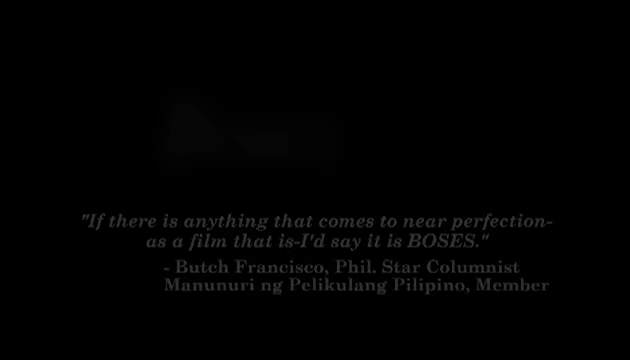 "If there is anything that comes to near perfection-
as a film that is-I'd say it is BOSES."
- Butch Francisco, Phil. Star Columnist
Manunuri ng Pelikulang Pilipino, Member